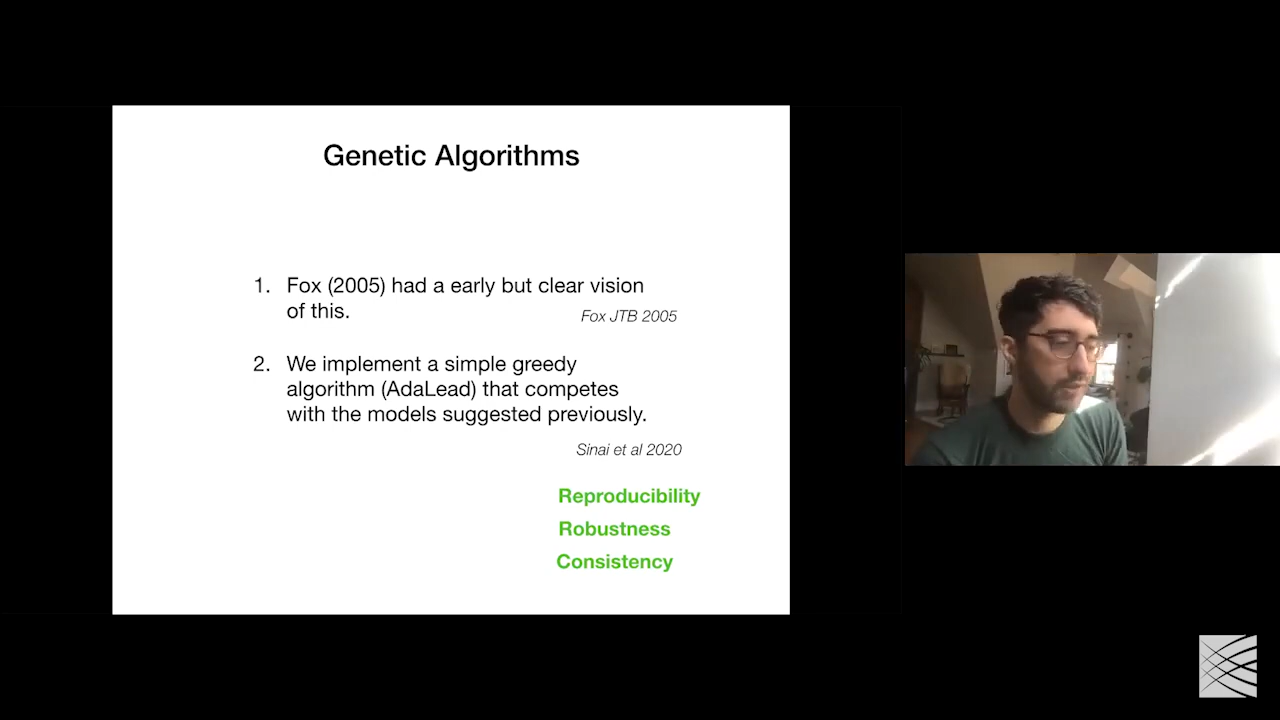 Genetic Algorithms
1. Fox (2005) had a early but clear vision
of this.
Fox JTB 2005
2. We implement a simple greedy
algorithm (AdaLead) that competes
with the models suggested previously.
Sinai et al 2020
Reproducibility
Robustness
Consistency